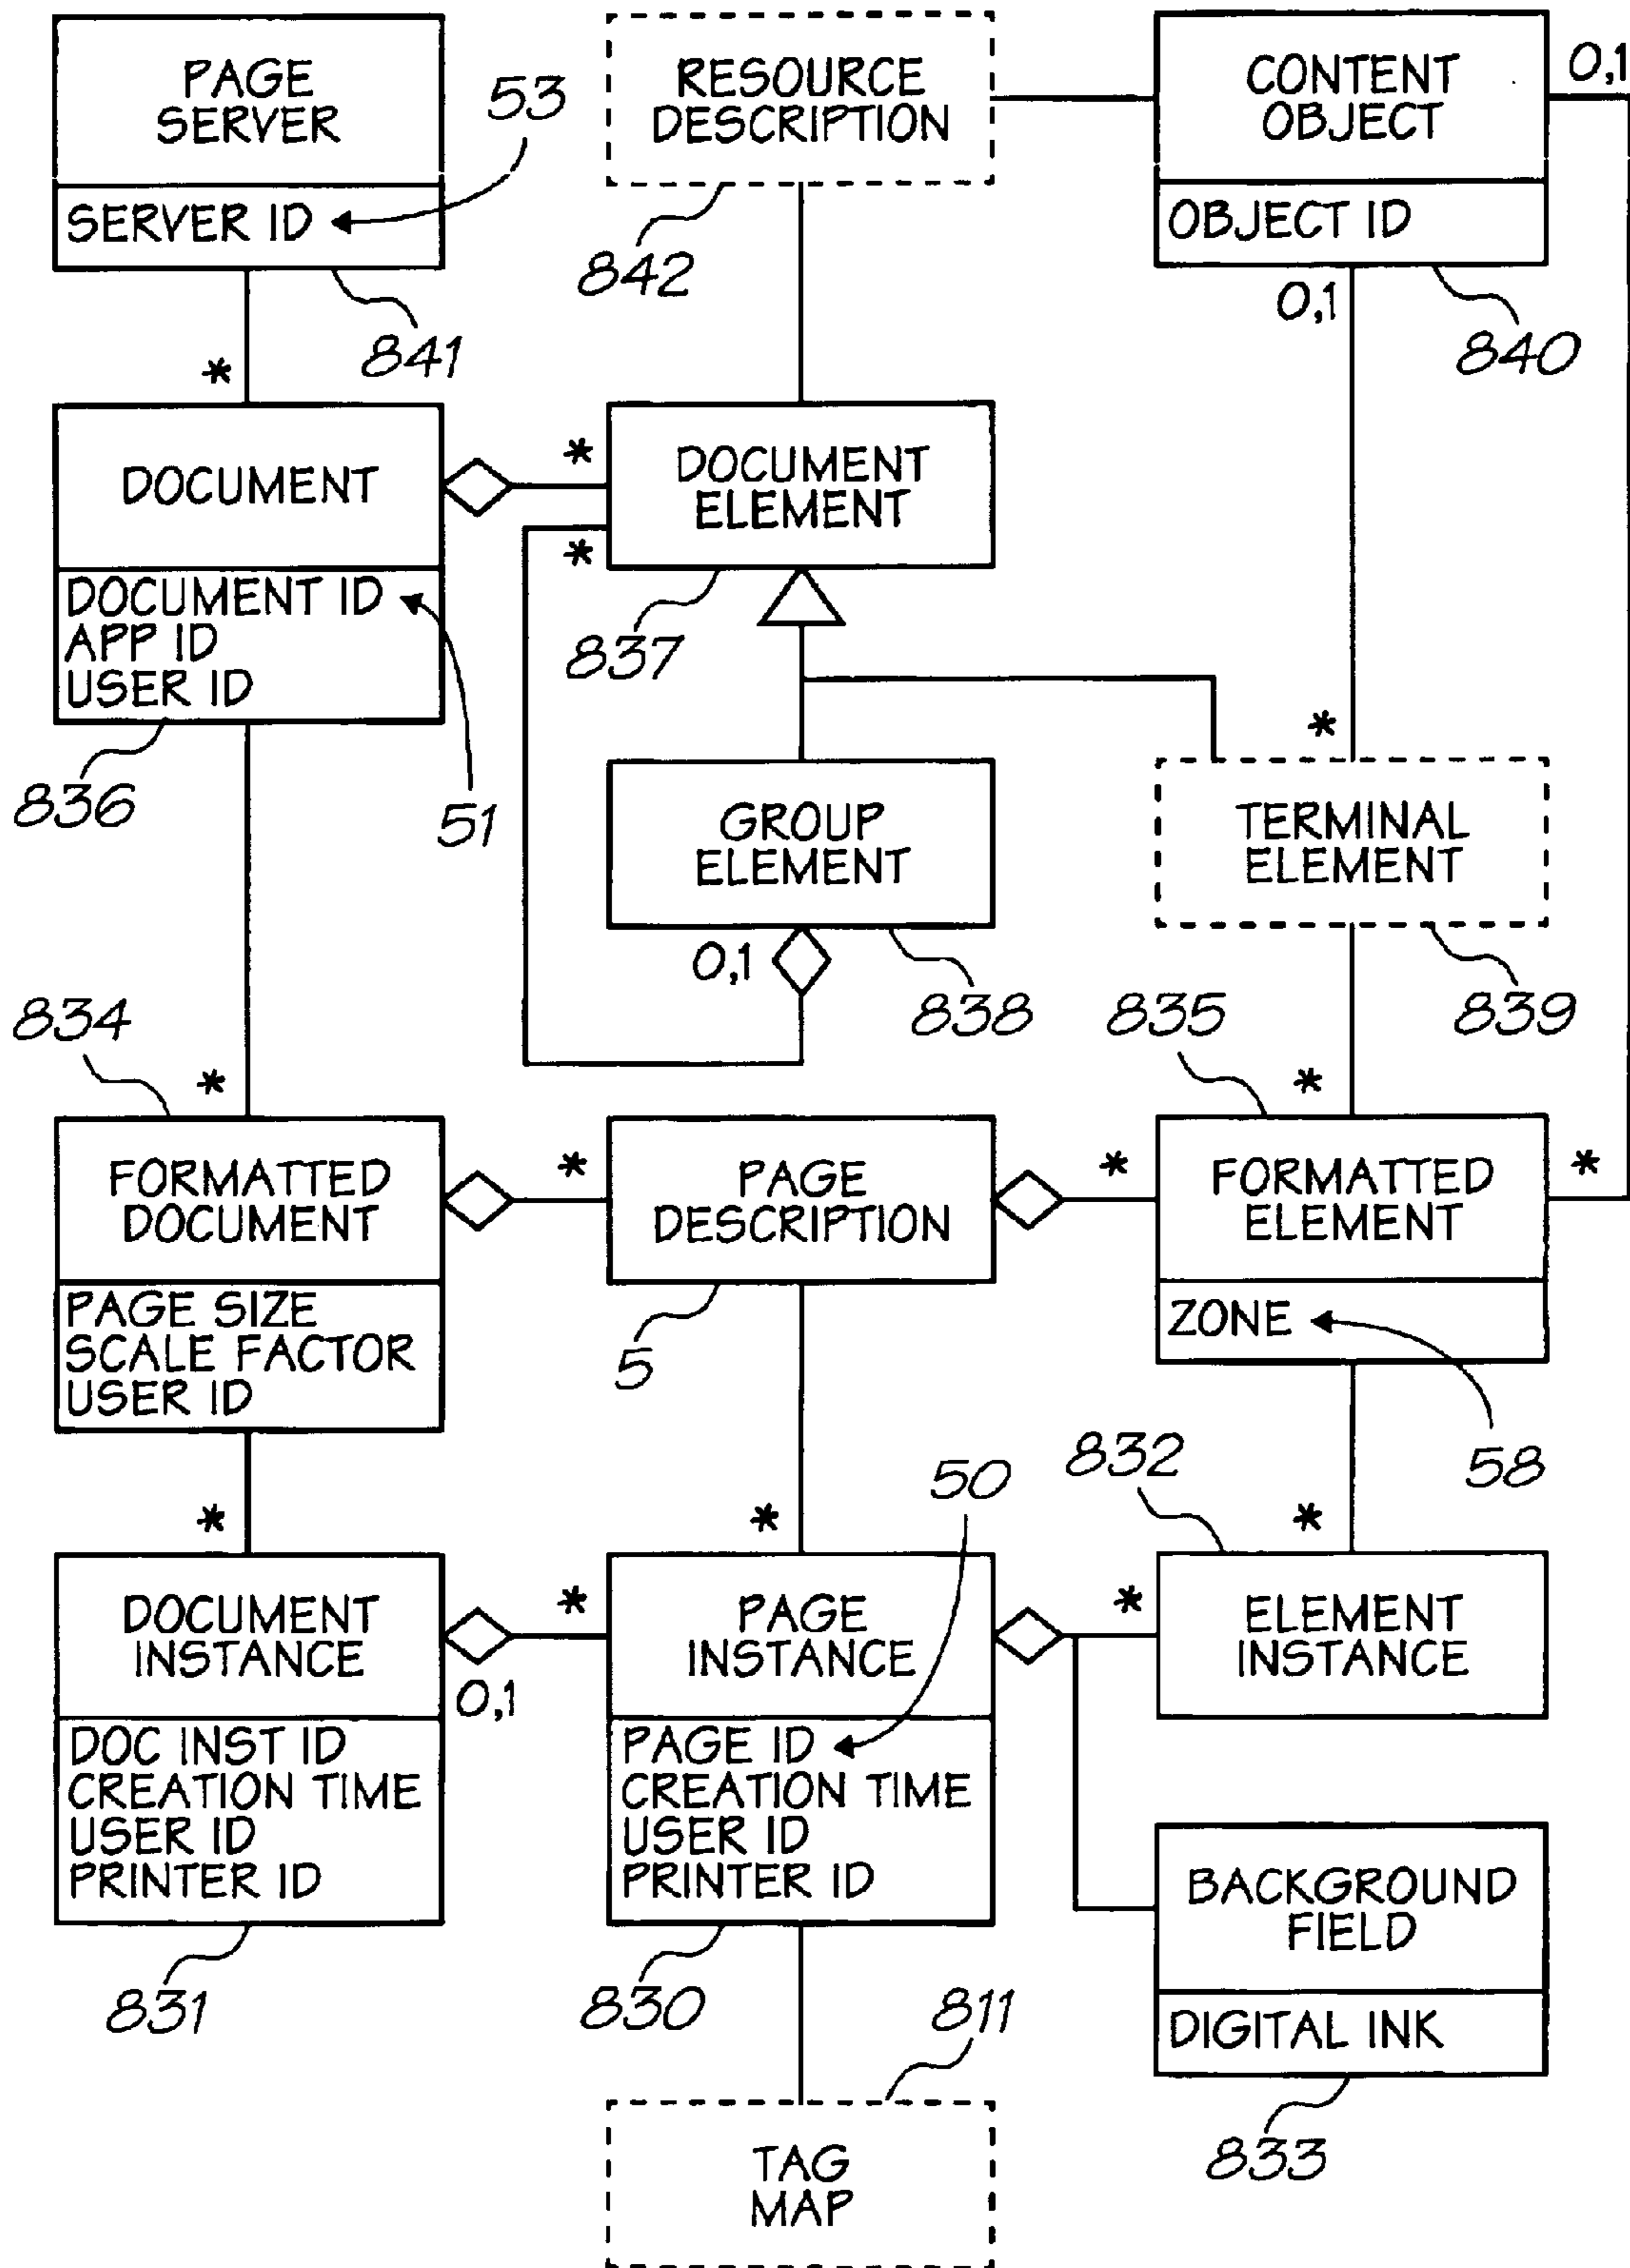 PAGE
SERVER
SERVER ID
53
841
RESOURCE
DESCRIPTION
842
CONTENT
OBJECT
OBJECT ID
0,1
0,1
840
*
DOCUMENT
DOCUMENT ID
APP ID
USER ID
836
51
*
*
DOCUMENT
ELEMENT
837
GROUP
ELEMENT
0,1
838
*
TERMINAL
ELEMENT
839
834
*
FORMATTED
DOCUMENT
PAGE SIZE
SCALE FACTOR
USER ID
*
PAGE
DESCRIPTION
5
*
835
*
FORMATTED
ELEMENT
*
ZONE
58
*
DOCUMENT
INSTANCE
0,1
DOC INST ID
CREATION TIME
USER ID
PRINTER ID
831
*
*
50
PAGE
INSTANCE
PAGE ID
CREATION TIME
USER ID
PRINTER ID
830
832
*
*
ELEMENT
INSTANCE
BACKGROUND
FIELD
DIGITAL INK
833
811
TAG
MAP